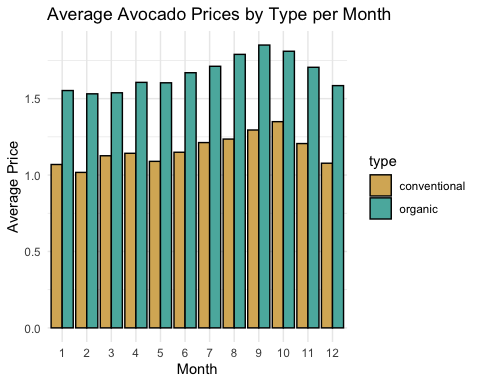 Average Avocado Prices by Type per Month
Average Price
1.5
1.0
0.5
0.0
1 2 3 4 5 6 7 8 9 10 11 12
Month
type
conventional
organic